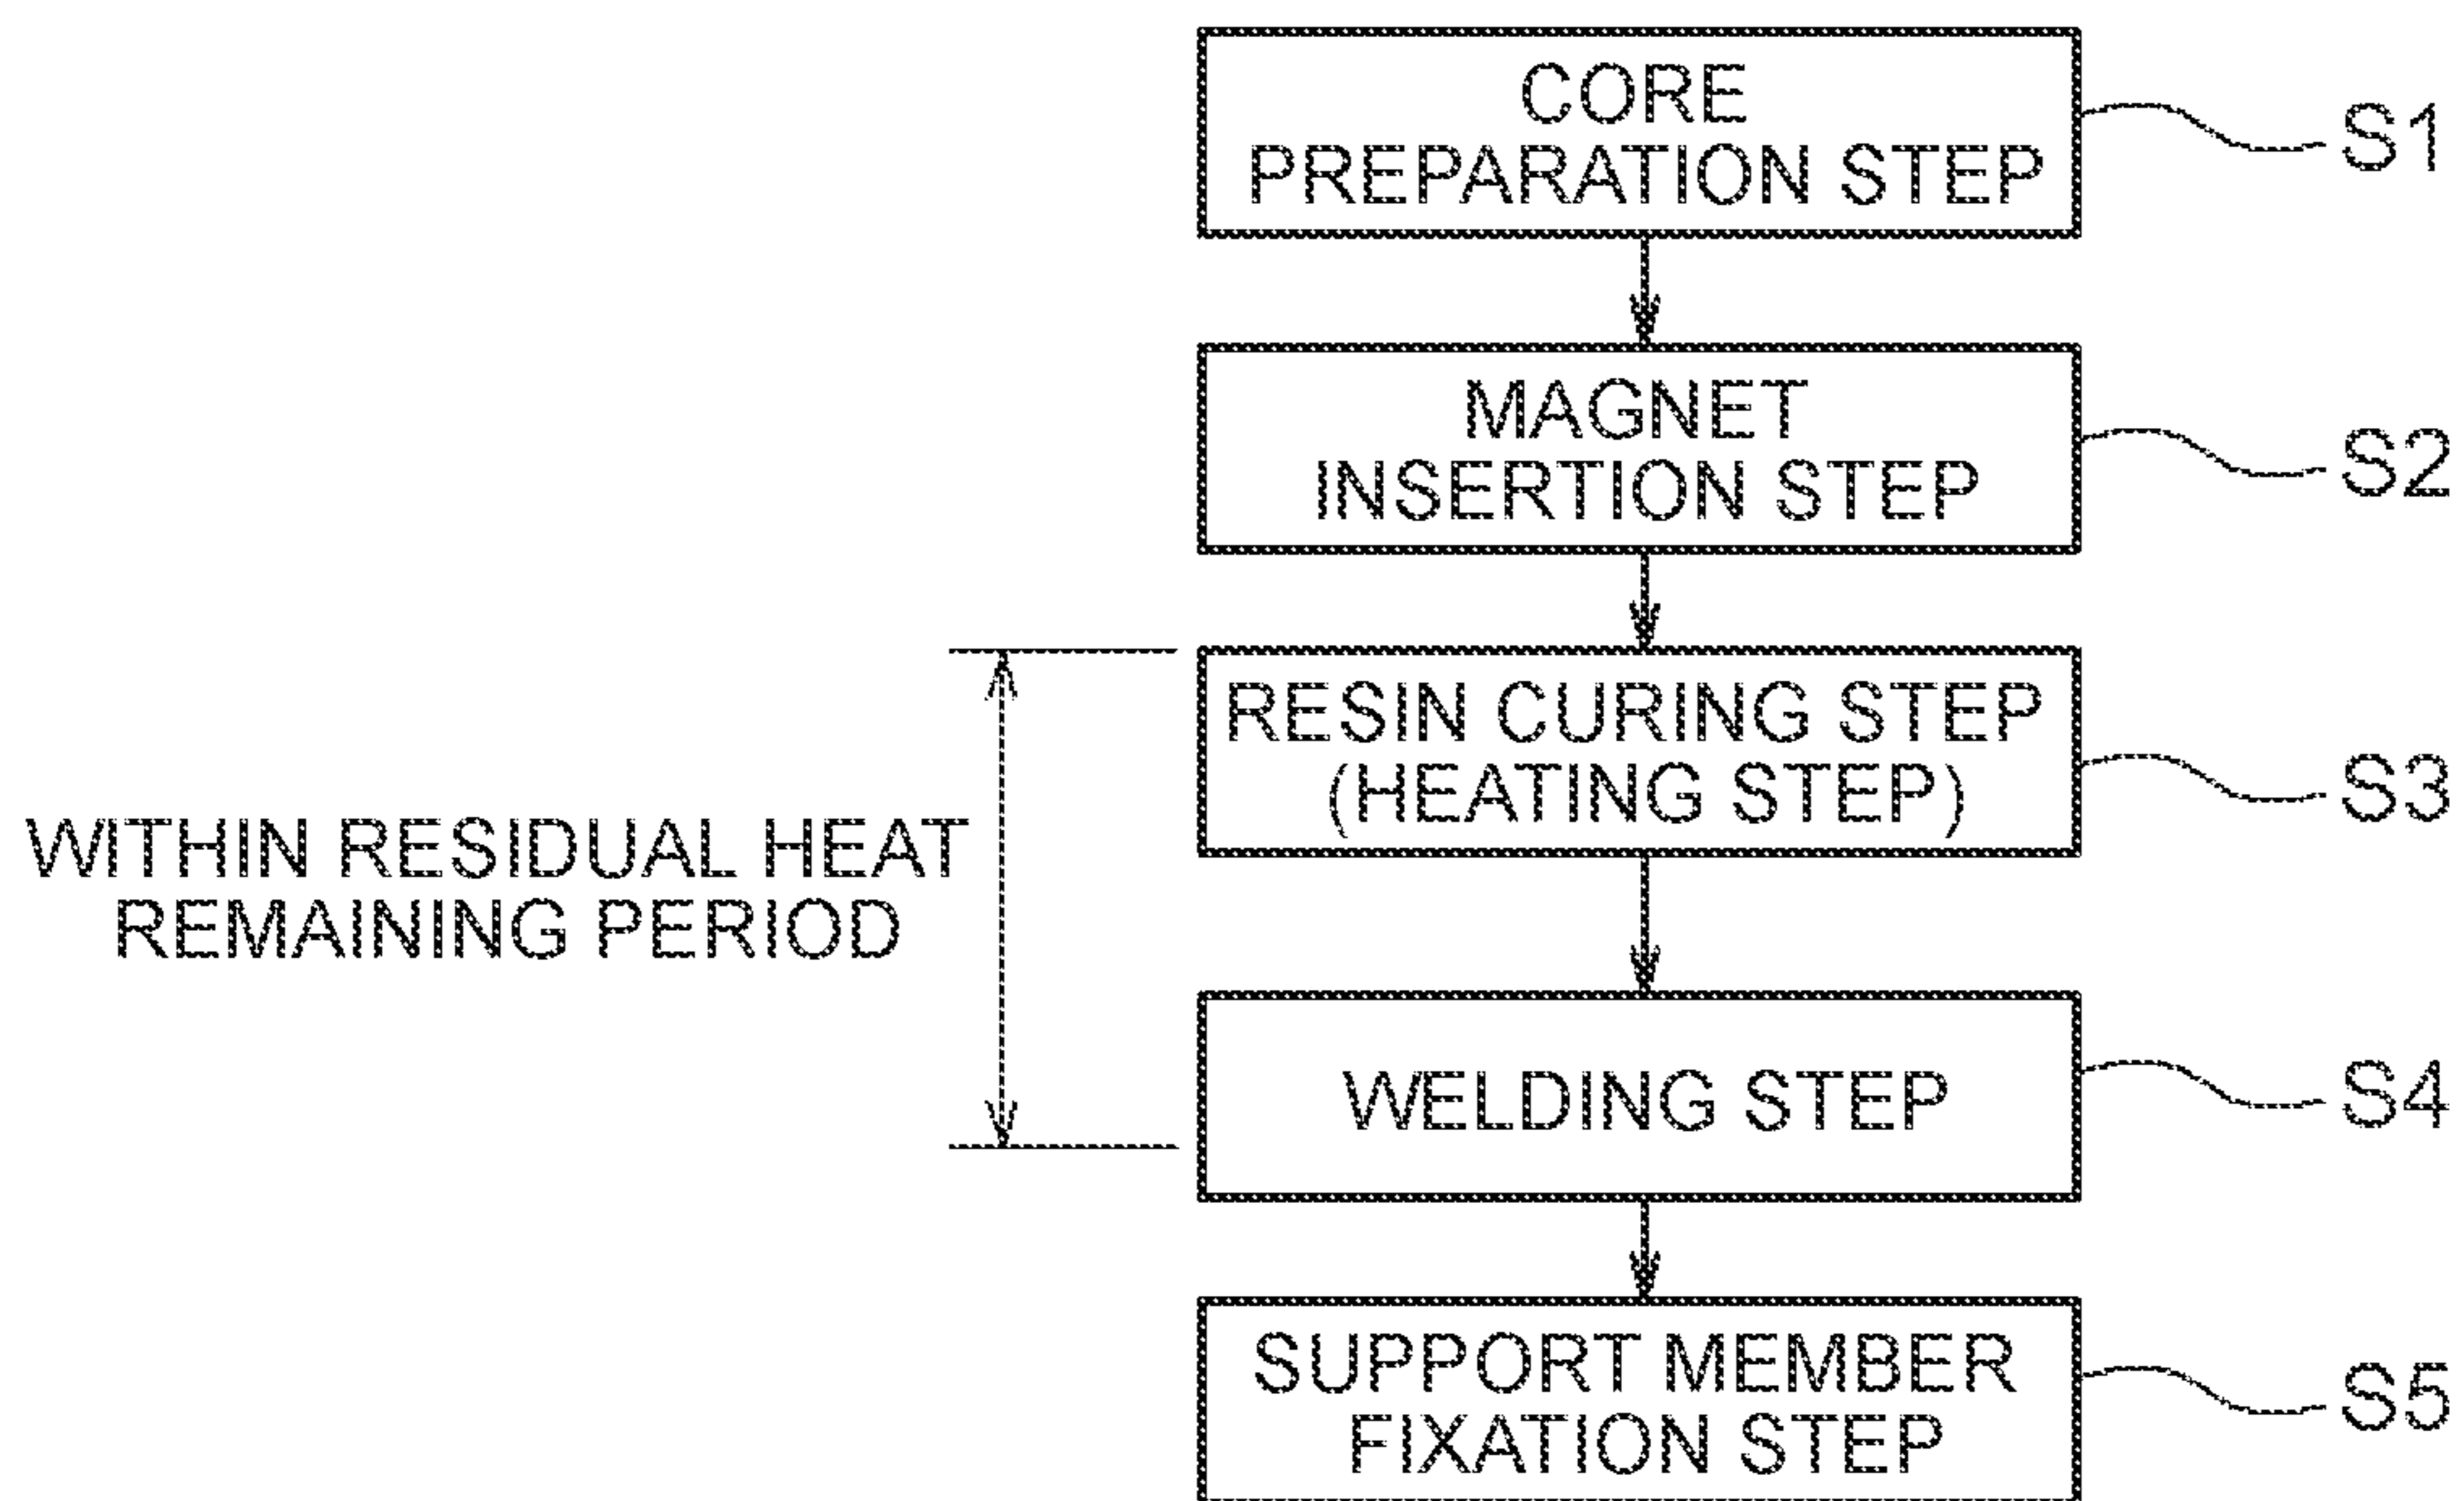 CORE
PREPARATION STEP
S1
MAGNET
INSERTION STEP
S2
RESIN CURING STEP
(HEATING STEP)
S3
WITHIN RESIDUAL HEAT
REMAINING PERIOD
WELDING STEP
S4
SUPPORT MEMBER
FIXATION STEP
S5